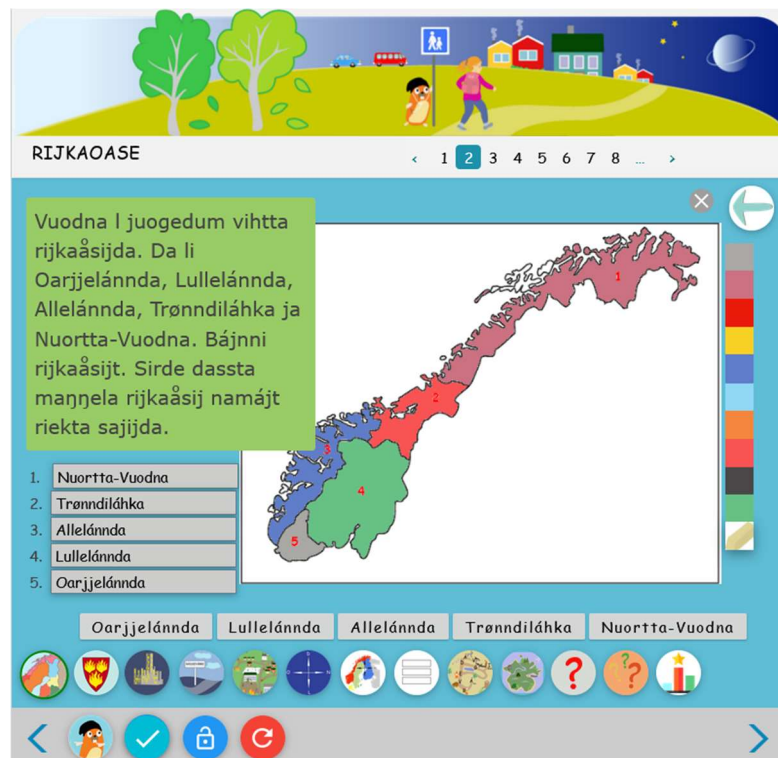 RIJKAOASE
‹ 1 2 3 4 5 6 7 8 ... ›
Vuodna l juogedum vihtta
rijkaåsijda. Da li
Oarjjelánnda, Lullelánnda,
Allelánnda, Trønndiláhka ja
Nuortta-Vuodna. Bájnni
rijkaåsijt. Sirde dassta
maŋŋela rijkaåsij namájt
riekta sajijda.
1
2
3
4
5
1. Nuortta-Vuodna
2. Trønndiláhka
3. Allelánnda
4. Lullelánnda
5. Oarjjelánnda
Oarjjelánnda Lullelánnda Allelánnda Trønndiláhka Nuortta-Vuodna